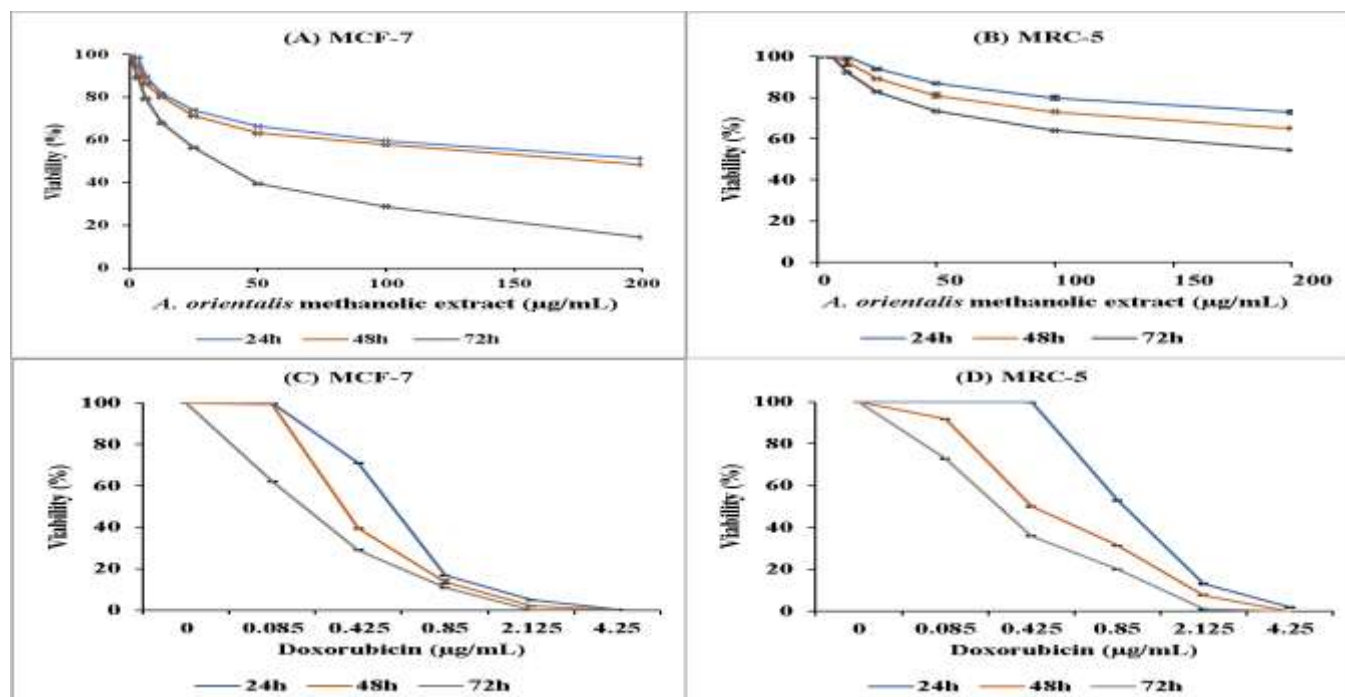 (A) MCF-7
Viability (%)
100
80
60
40
20
0
0 50 100 150 200
A. orientalis methanolic extract (µg/mL)
24h 48h 72h
(B) MRC-5
Viability (%)
100
80
60
40
20
0
0 50 100 150 200
A. orientalis methanolic extract (µg/mL)
24h 48h 72h
(C) MCF-7
Viability (%)
100
80
60
40
20
0
0 0.085 0.425 0.85 2.125 4.25
Doxorubicin (µg/mL)
24h 48h 72h
(D) MRC-5
Viability (%)
100
80
60
40
20
0
0 0.085 0.425 0.85 2.125 4.25
Doxorubicin (µg/mL)
24h 48h 72h